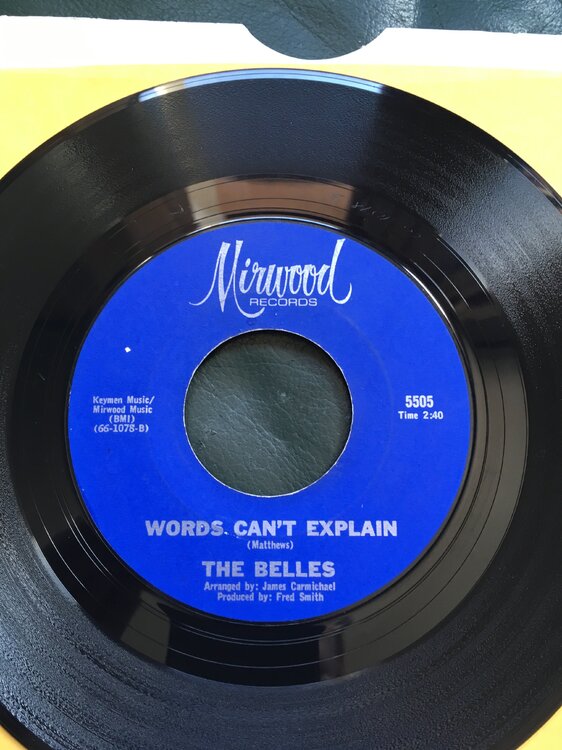 Mirwood
RECORDS
Keymen Music/
Mirwood Music
(BMI)
(66-1078-B)
5505
Time 2:40
WORDS CAN'T EXPLAIN
(Matthews)
THE BELLES
Arranged by: James Carmichael
Produced by: Fred Smith